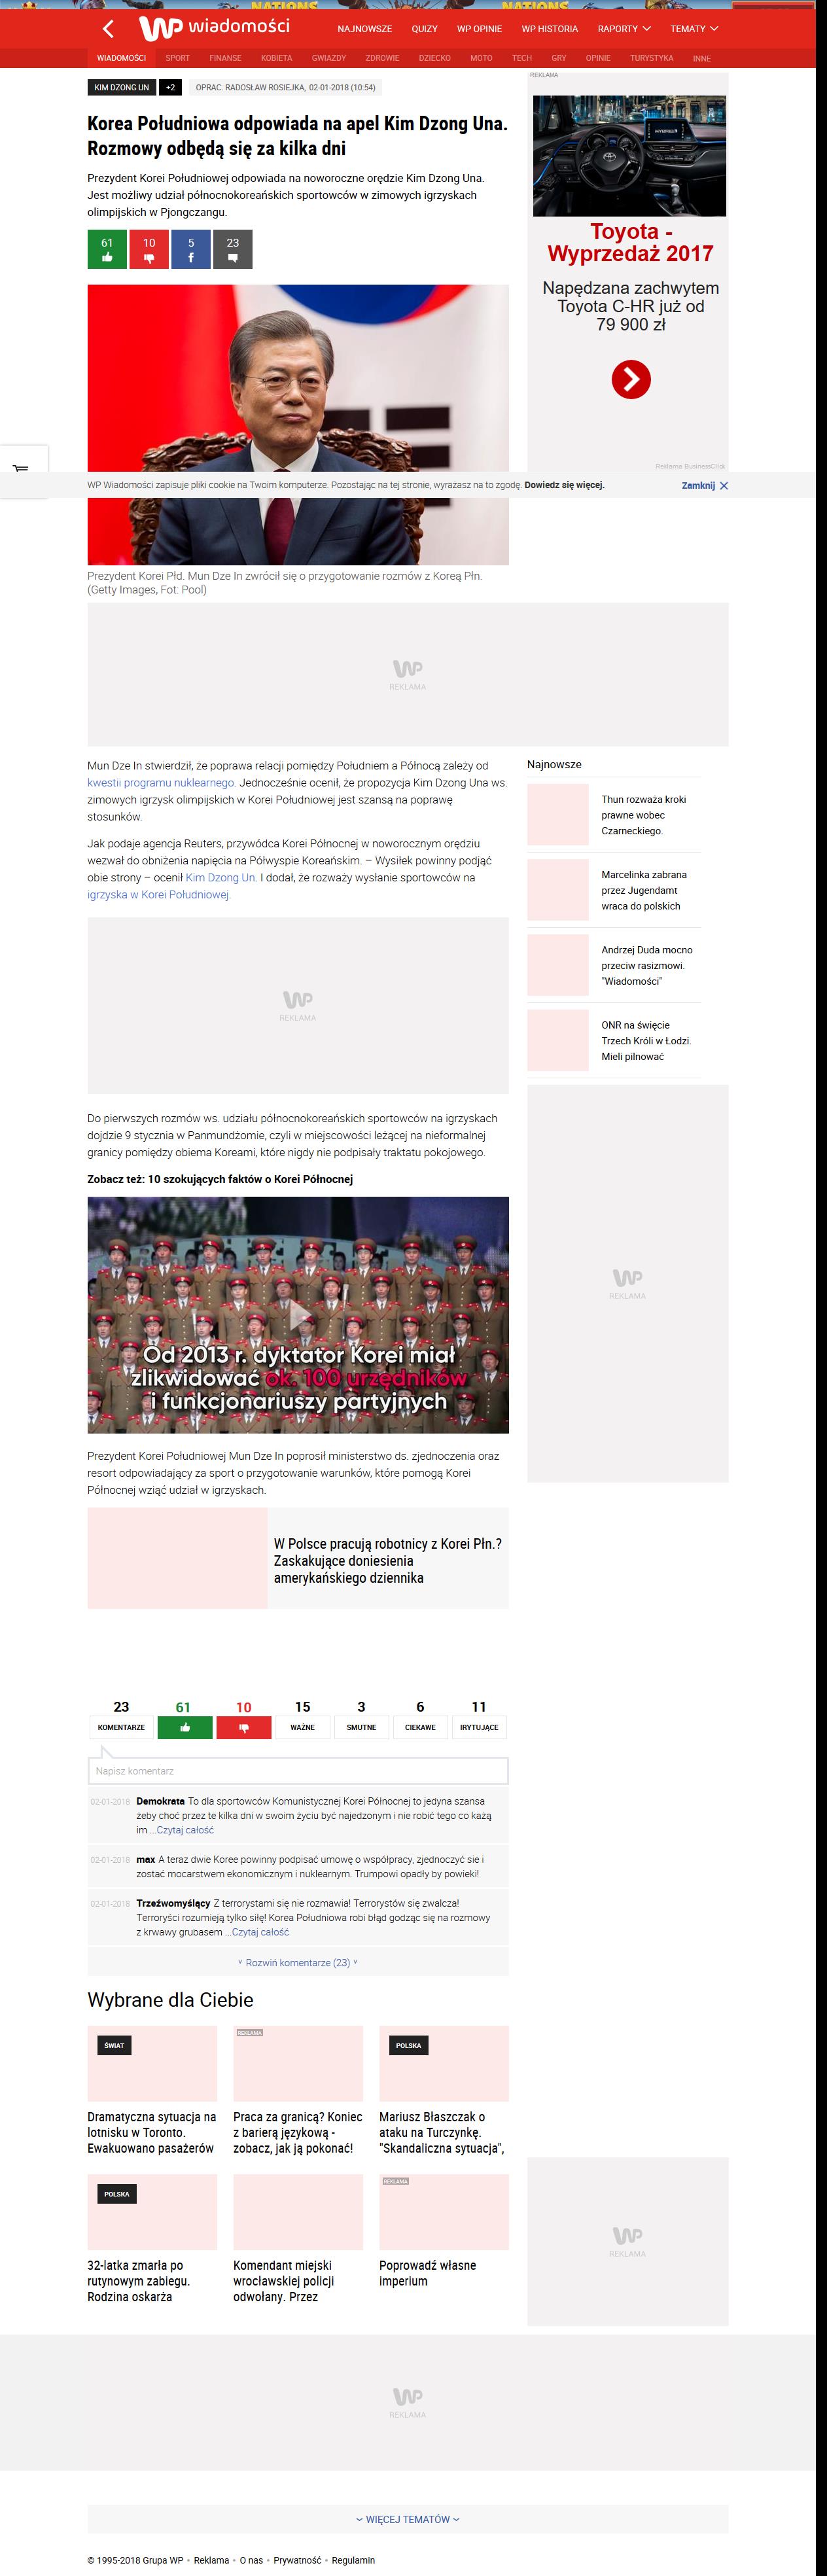 NATIONS NATIONS
WP wiadomości
NAJNOWSZE QUIZY WP OPINIE WP HISTORIA RAPORTY TEMATY
WIADOMOŚCI SPORT FINANSE KOBIETA GWIAZDY ZDROWIE DZIECKO MOTO TECH GRY OPINIE TURYSTYKA INNE
KIM DZONG UN +2 OPRAC. RADOSŁAW ROSIEJKA, 02-01-2018 (10:54)
Korea Południowa odpowiada na apel Kim Dzong Una.
Rozmowy odbędą się za kilka dni
Prezydent Korei Południowej odpowiada na noworoczne orędzie Kim Dzong Una.
Jest możliwy udział północnokoreańskich sportowców w zimowych igrzyskach
olimpijskich w Pjongczangu.
61 10 5 23
REKLAMA
Toyota -
Wyprzedaż 2017
Napędzana zachwytem
Toyota C-HR już od
79 900 zł
Reklama BusinessClick
WP Wiadomości zapisuje pliki cookie na Twoim komputerze. Pozostając na tej stronie, wyrażasz na to zgodę. Dowiedz się więcej.
Zamknij
Prezydent Korei Płd. Mun Dze In zwrócił się o przygotowanie rozmów z Koreą Płn.
(Getty Images, Fot: Pool)
WP
REKLAMA
Mun Dze In stwierdził, że poprawa relacji pomiędzy Południem a Północą zależy od
kwestii programu nuklearnego. Jednocześnie ocenił, że propozycja Kim Dzong Una ws.
zimowych igrzysk olimpijskich w Korei Południowej jest szansą na poprawę
stosunków.
Jak podaje agencja Reuters, przywódca Korei Północnej w noworocznym orędziu
wezwał do obniżenia napięcia na Półwyspie Koreańskim. – Wysiłek powinny podjąć
obie strony – ocenił Kim Dzong Un. I dodał, że rozważy wysłanie sportowców na
igrzyska w Korei Południowej.
WP
REKLAMA
Do pierwszych rozmów ws. udziału północnokoreańskich sportowców na igrzyskach
dojdzie 9 stycznia w Panmundżomie, czyli w miejscowości leżącej na nieformalnej
granicy pomiędzy obiema Koreami, które nigdy nie podpisały traktatu pokojowego.
Zobacz też: 10 szokujących faktów o Korei Północnej
Od 2013 r. dyktator Korei miał
zlikwidować ok. 100 urzędników
i funkcjonariuszy partyjnych
Prezydent Korei Południowej Mun Dze In poprosił ministerstwo ds. zjednoczenia oraz
resort odpowiadający za sport o przygotowanie warunków, które pomogą Korei
Północnej wziąć udział w igrzyskach.
W Polsce pracują robotnicy z Korei Płn.?
Zaskakujące doniesienia
amerykańskiego dziennika
Najnowsze
Thun rozważa kroki
prawne wobec
Czarneckiego.
Marcelinka zabrana
przez Jugendamt
wraca do polskich
Andrzej Duda mocno
przeciw rasizmowi.
"Wiadomości"
ONR na święcie
Trzech Króli w Łodzi.
Mieli pilnować
WP
REKLAMA
23 61 10 15 3 6 11
KOMENTARZE WAŻNE SMUTNE CIEKAWE IRYTUJĄCE
Napisz komentarz
02-01-2018 Demokrata To dla sportowców Komunistycznej Korei Północnej to jedyna szansa
żeby choć przez te kilka dni w swoim życiu być najedzonym i nie robić tego co każą
im ...Czytaj całość
02-01-2018 max A teraz dwie Koree powinny podpisać umowę o współpracy, zjednoczyć sie i
zostać mocarstwem ekonomicznym i nuklearnym. Trumpowi opadły by powieki!
02-01-2018 Trzeźwomyślący Z terrorystami się nie rozmawia! Terrorystów się zwalcza!
Terroryści rozumieją tylko siłę! Korea Południowa robi błąd godząc się na rozmowy
z krwawy grubasem ...Czytaj całość
Rozwiń komentarze (23)
Wybrane dla Ciebie
ŚWIAT
Dramatyczna sytuacja na
lotnisku w Toronto.
Ewakuowano pasażerów
REKLAMA
Praca za granicą? Koniec
z barierą językową -
zobacz, jak ją pokonać!
POLSKA
Mariusz Błaszczak o
ataku na Turczynkę.
"Skandaliczna sytuacja",
POLSKA
32-latka zmarła po
rutynowym zabiegu.
Rodzina oskarża
Komendant miejski
wrocławskiej policji
odwołany. Przez
REKLAMA
Poprowadź własne
imperium
WP
REKLAMA
WP
REKLAMA
WIĘCEJ TEMATÓW
© 1995-2018 Grupa WP • Reklama • O nas • Prywatność • Regulamin